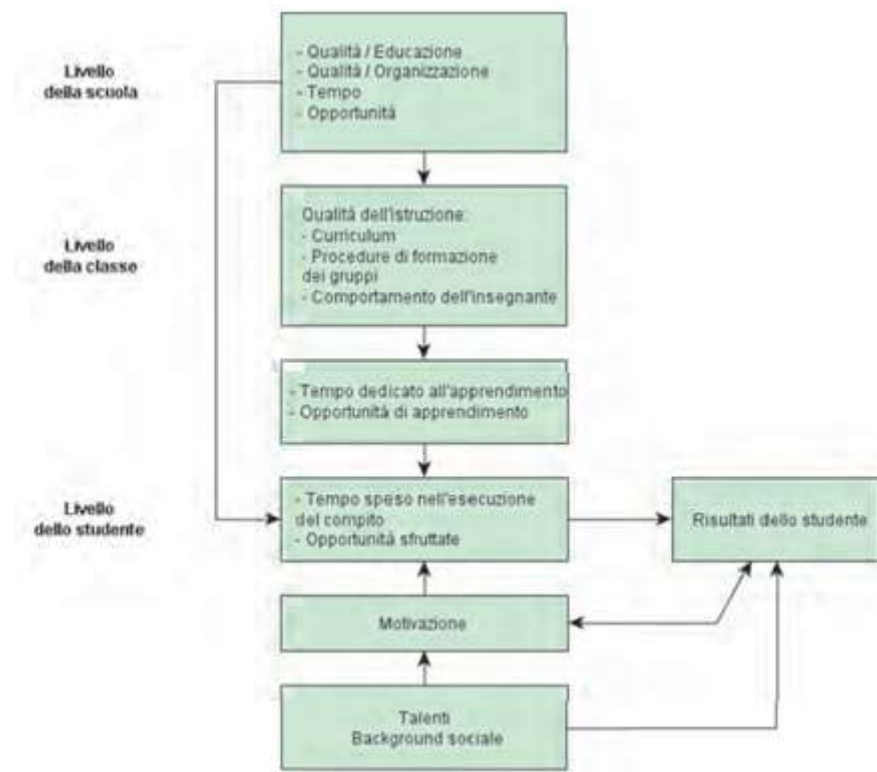 Livello
della scuola
- Qualità / Educazione
- Qualità / Organizzazione
- Tempo
- Opportunità
Livello
della classe
Qualità dell'istruzione:
- Curriculum
- Procedure di formazione
dei gruppi
- Comportamento dell'insegnante
- Tempo dedicato all'apprendimento
- Opportunità di apprendimento
Livello
dello studente
- Tempo speso nell'esecuzione
del compito
- Opportunità sfruttate
Risultati dello studente
Motivazione
Talenti
Background sociale